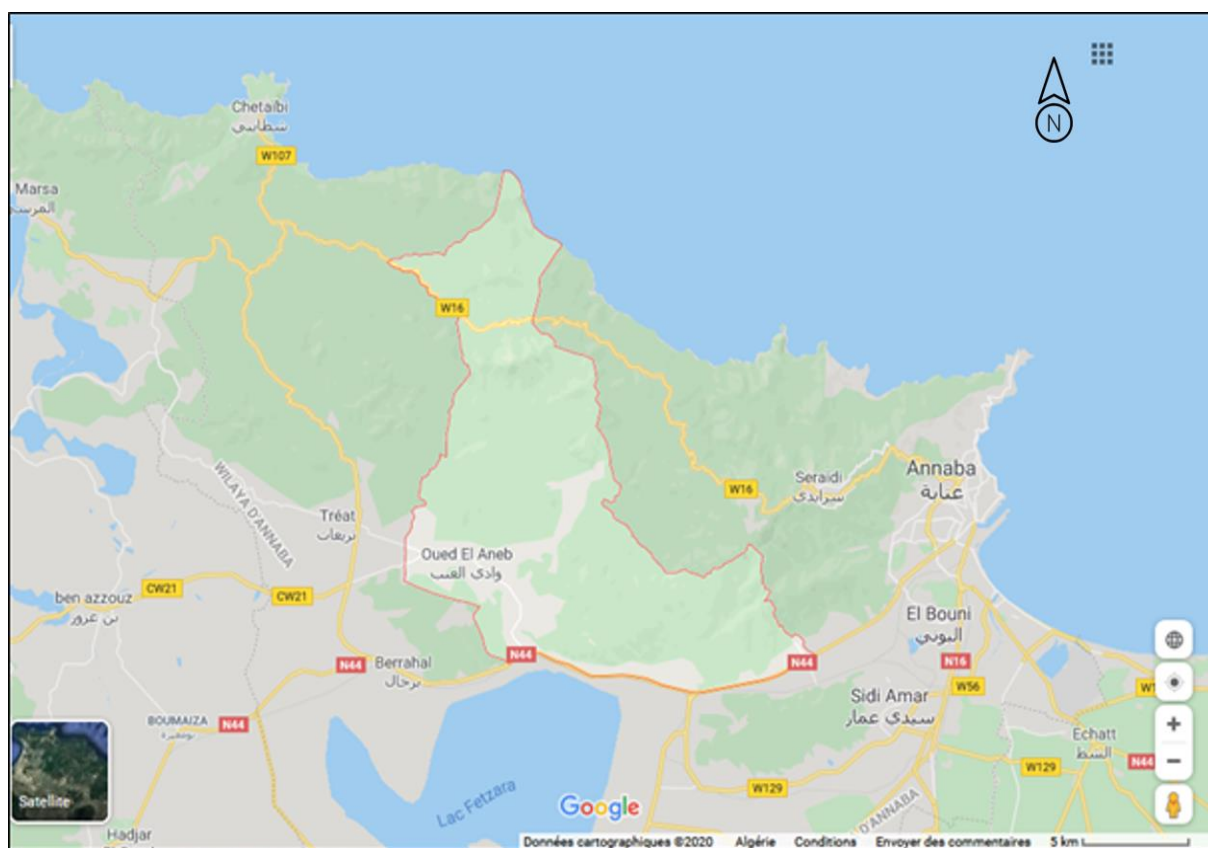 N
Chetaïbi
شطايبي
W107
Marsa
المرسى
W16
Annaba
عنابة
Seraidi
سرايدي
W16
WILAYA D'ANNABA
Tréat
تريعات
Oued El Aneb
وادي العنب
ben azzouz
بن عزوز
CW21
CW21
El Bouni
البوني
N44
N44
N44
N16
Berrahal
برحال
W56
Sidi Amar
سيدي عمار
BOUMAIZA
بومعيزة
N44
Echatt
الشط
N44
W129
W129
Satellite
Lac Fetzara
Google
D'ANNABA
Hadjar
Données cartographiques ©2020 Algérie Conditions Envoyer des commentaires 5 km